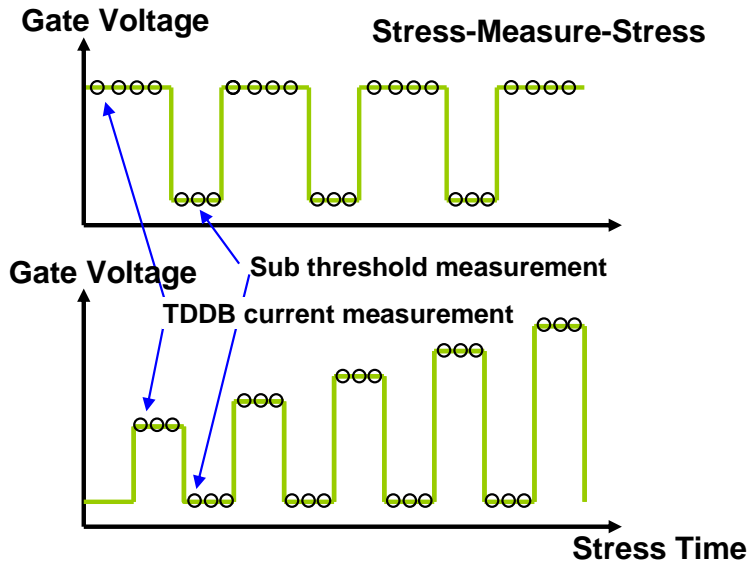 Gate Voltage
Stress-Measure-Stress
Sub threshold measurement
Gate Voltage
TDDB current measurement
Stress Time